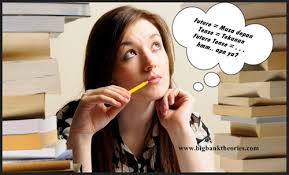 Future = Masa depan
Tense = Tekanan
Future Tense = . . .
hmm.. apa ya?
www.bigbanktheories.com